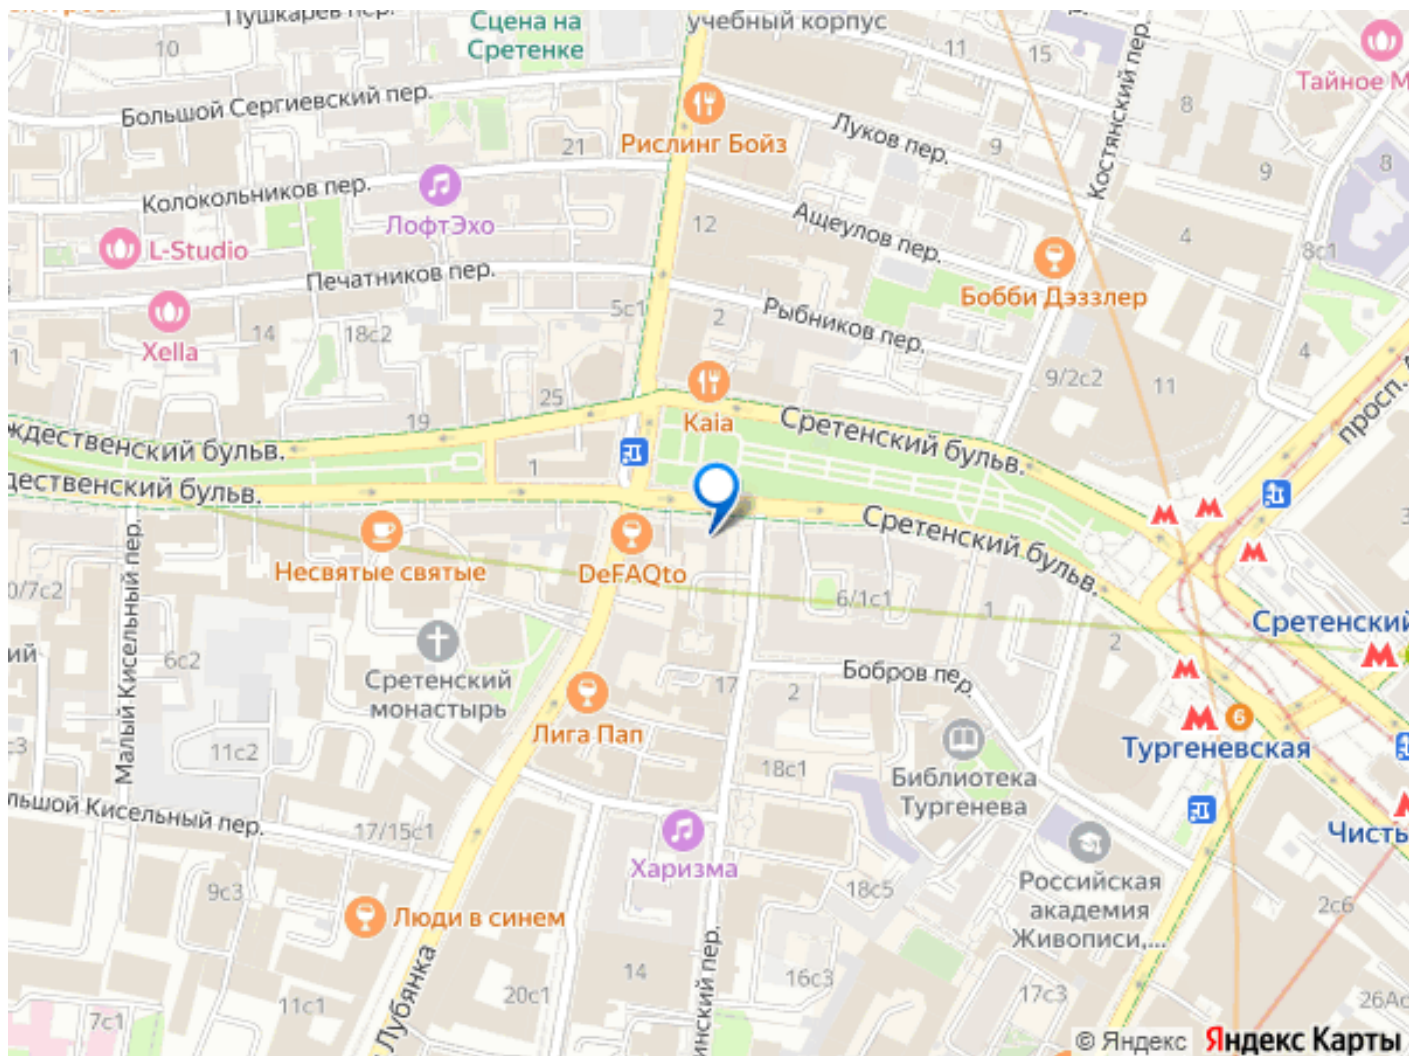 Пушкарёв пер.
Сцена на
Сретенке
учебный корпус
10
11
15
Костянский пер.
Тайное М
Большой Сергиевский пер.
Рислинг Бойз
Луков пер.
8
8
21
9
9
Колокольников пер.
ЛофтЭхо
12
Ащеулов пер.
4
8с1
L-Studio
Печатников пер.
Бобби Дэззлер
14
18с2
5с1
2
Рыбников пер.
Xella
1
4
9/2с2
11
просп.
25
19
Kaia
Сретенский бульв.
ждественский бульв.
1
дественский бульв.
Сретенский бульв.
Несвятые святые
DeFAQto
0/7с2
Малый Кисельный пер.
6/1с1
1
2
Сретенский
ий
6с2
Сретенский
монастырь
17
2
Бобров пер.
Лига Пап
6
Тургеневская
11с2
с3
18с1
Библиотека
Тургенева
льшой Кисельный пер.
17/15с1
Харизма
Чисть
9с3
18с5
Российская
академия
Живописи,...
2с6
Люди в синем
14
16с3
17с3
20с1
11с1
7с1
Лубянка
инский пер.
26А
© Яндекс
Яндекс Карты